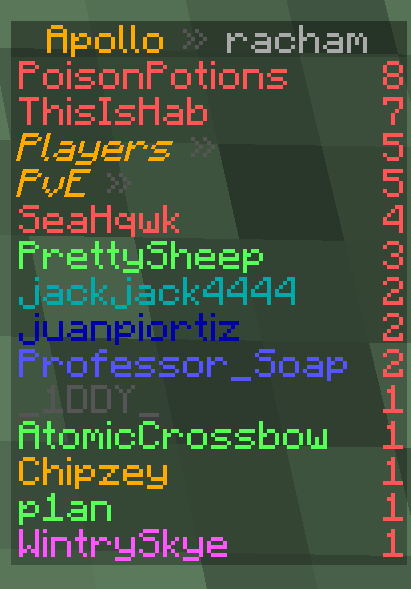 Apollo » racham
PoisonPotions 8
ThisIsHab 7
Players » 5
PvE » 5
SeaHqwk 4
PrettySheep 3
jackjack4444 2
juanpiortiz 2
Professor_Soap 2
_1DDY_ 1
AtomicCrossbow 1
Chipzey 1
p1an 1
WintrySkye 1